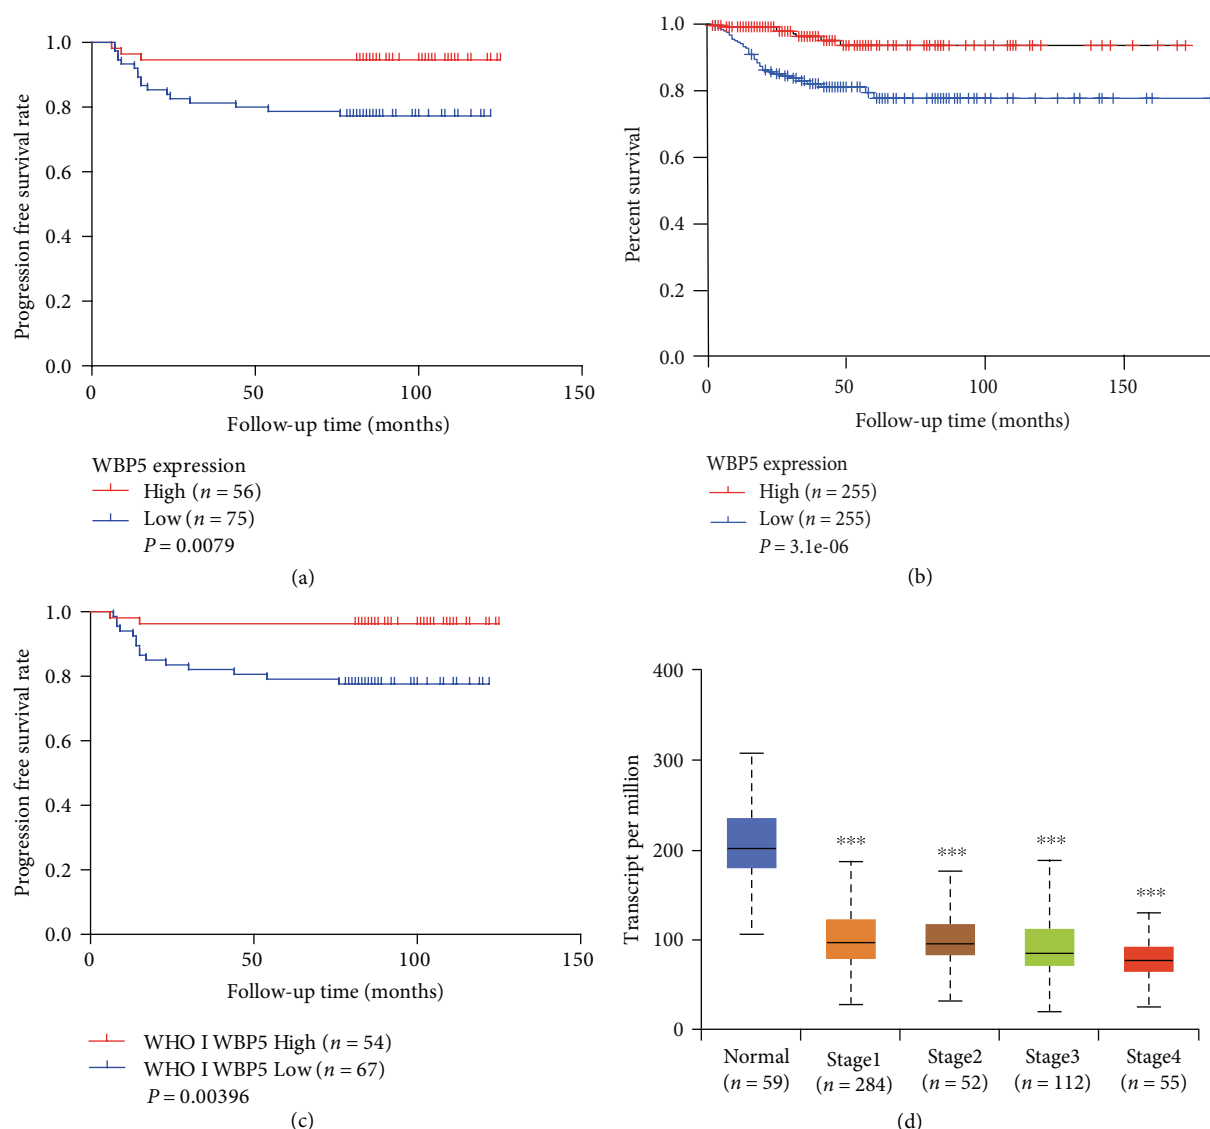 1.0
0.8
0.6
0.4
0.2
0.0
Progression free survival rate
0 50 100 150
Follow-up time (months)
WBP5 expression
High (n = 56)
Low (n = 75)
P = 0.0079
(a)
1.0
0.8
0.6
0.4
0.2
0.0
Percent survival
0 50 100 150
Follow-up time (months)
WBP5 expression
High (n = 255)
Low (n = 255)
P = 3.1e-06
(b)
1.0
0.8
0.6
0.4
0.2
0.0
Progression free survival rate
0 50 100 150
Follow-up time (months)
WHO I WBP5 High (n = 54)
WHO I WBP5 Low (n = 67)
P = 0.00396
(c)
400
300
200
100
0
Transcript per million
*** *** *** ***
Normal Stage1 Stage2 Stage3 Stage4
(n = 59) (n = 284) (n = 52) (n = 112) (n = 55)
(d)